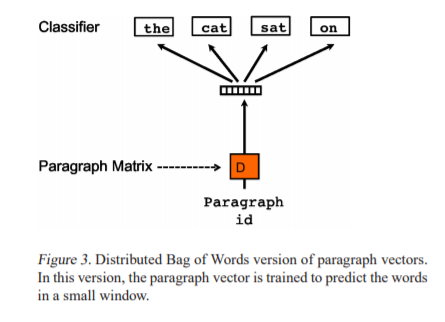 Classifier the cat sat on
Paragraph Matrix D
Paragraph
id
Figure 3. Distributed Bag of Words version of paragraph vectors.
In this version, the paragraph vector is trained to predict the words
in a small window.